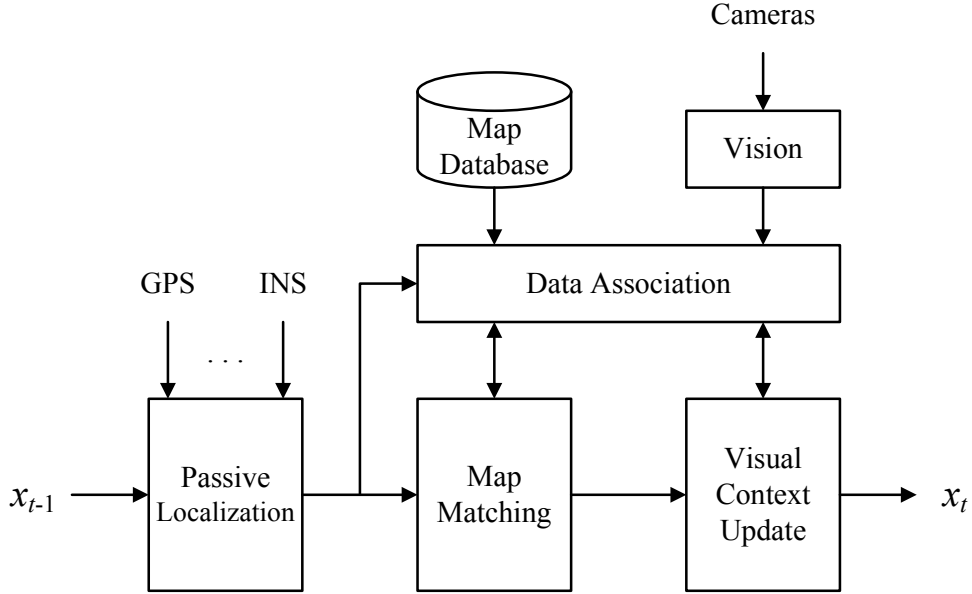 Cameras
Map
Database
Vision
Data Association
GPS
INS
. . .
x_{t-1}
Passive
Localization
Map
Matching
Visual
Context
Update
x_t